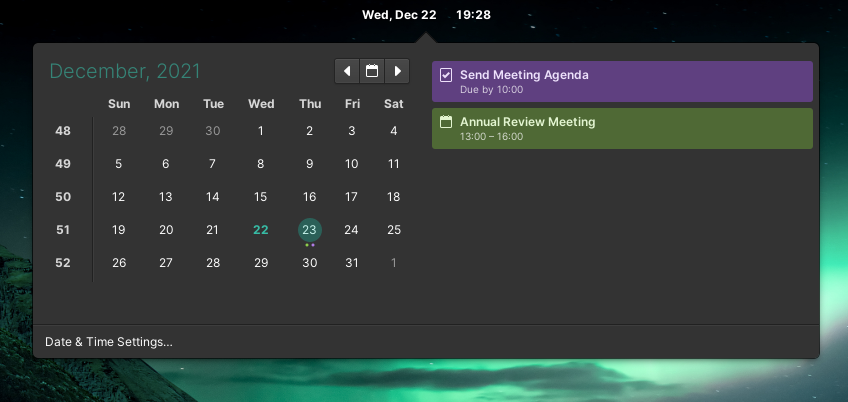 Wed, Dec 22 19:28
December, 2021
Sun Mon Tue Wed Thu Fri Sat
48 28 29 30 1 2 3 4
49 5 6 7 8 9 10 11
50 12 13 14 15 16 17 18
51 19 20 21 22 23 24 25
52 26 27 28 29 30 31 1
Send Meeting Agenda
Due by 10:00
Annual Review Meeting
13:00 – 16:00
Date & Time Settings...